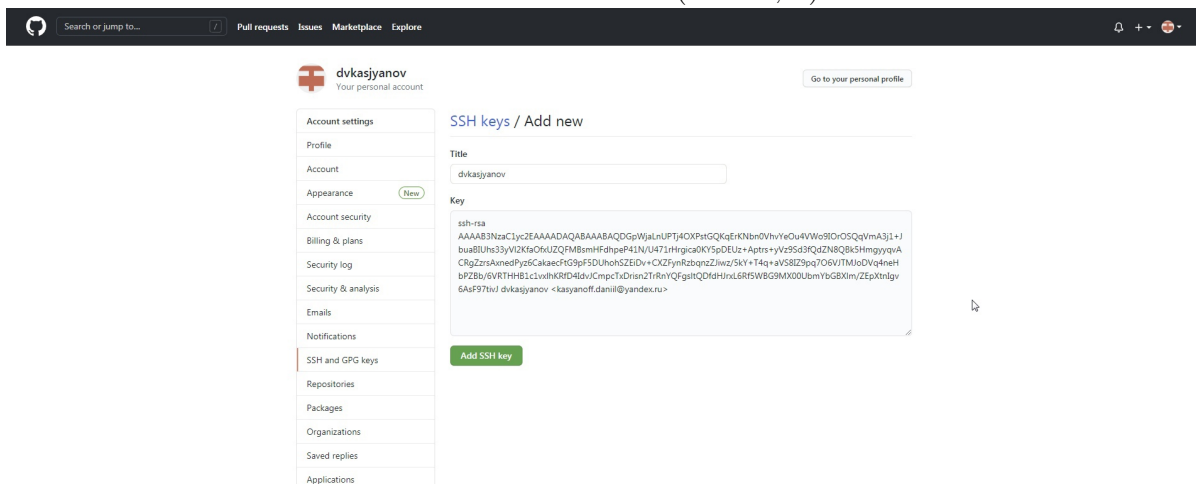 Search or jump to...
/
Pull requests Issues Marketplace Explore
dvkasjyanov
Your personal account
Go to your personal profile
Account settings
Profile
Account
Appearance New
Account security
Billing & plans
Security log
Security & analysis
Emails
Notifications
SSH and GPG keys
Repositories
Packages
Organizations
Saved replies
Applications
SSH keys / Add new
Title
dvkasjyanov
Key
ssh-rsa
6AsF97tivJ dvkasjyanov <kasyanoff.daniil@yandex.ru>
Add SSH key